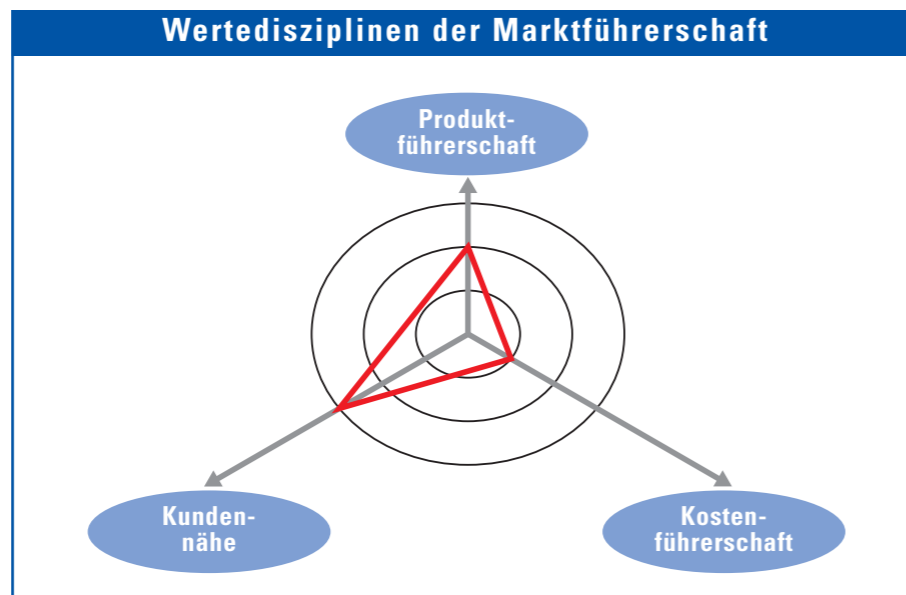 Wertedisziplinen der Marktführerschaft
Produkt-
führerschaft
Kunden-
nähe
Kosten-
führerschaft